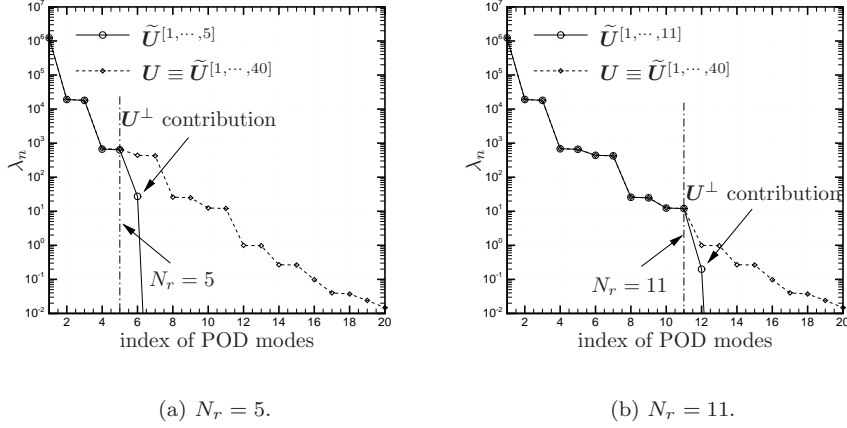 10^7
10^6
10^5
10^4
10^3
10^2
10^1
10^0
10^-1
10^-2
λ_n
Ũ^[1,⋯,5]
U ≡ Ũ^[1,⋯,40]
U^⊥ contribution
N_r = 5
2 4 6 8 10 12 14 16 18 20
index of POD modes
(a) N_r = 5.
10^7
10^6
10^5
10^4
10^3
10^2
10^1
10^0
10^-1
10^-2
λ_n
Ũ^[1,⋯,11]
U ≡ Ũ^[1,⋯,40]
U^⊥ contribution
N_r = 11
2 4 6 8 10 12 14 16 18 20
index of POD modes
(b) N_r = 11.